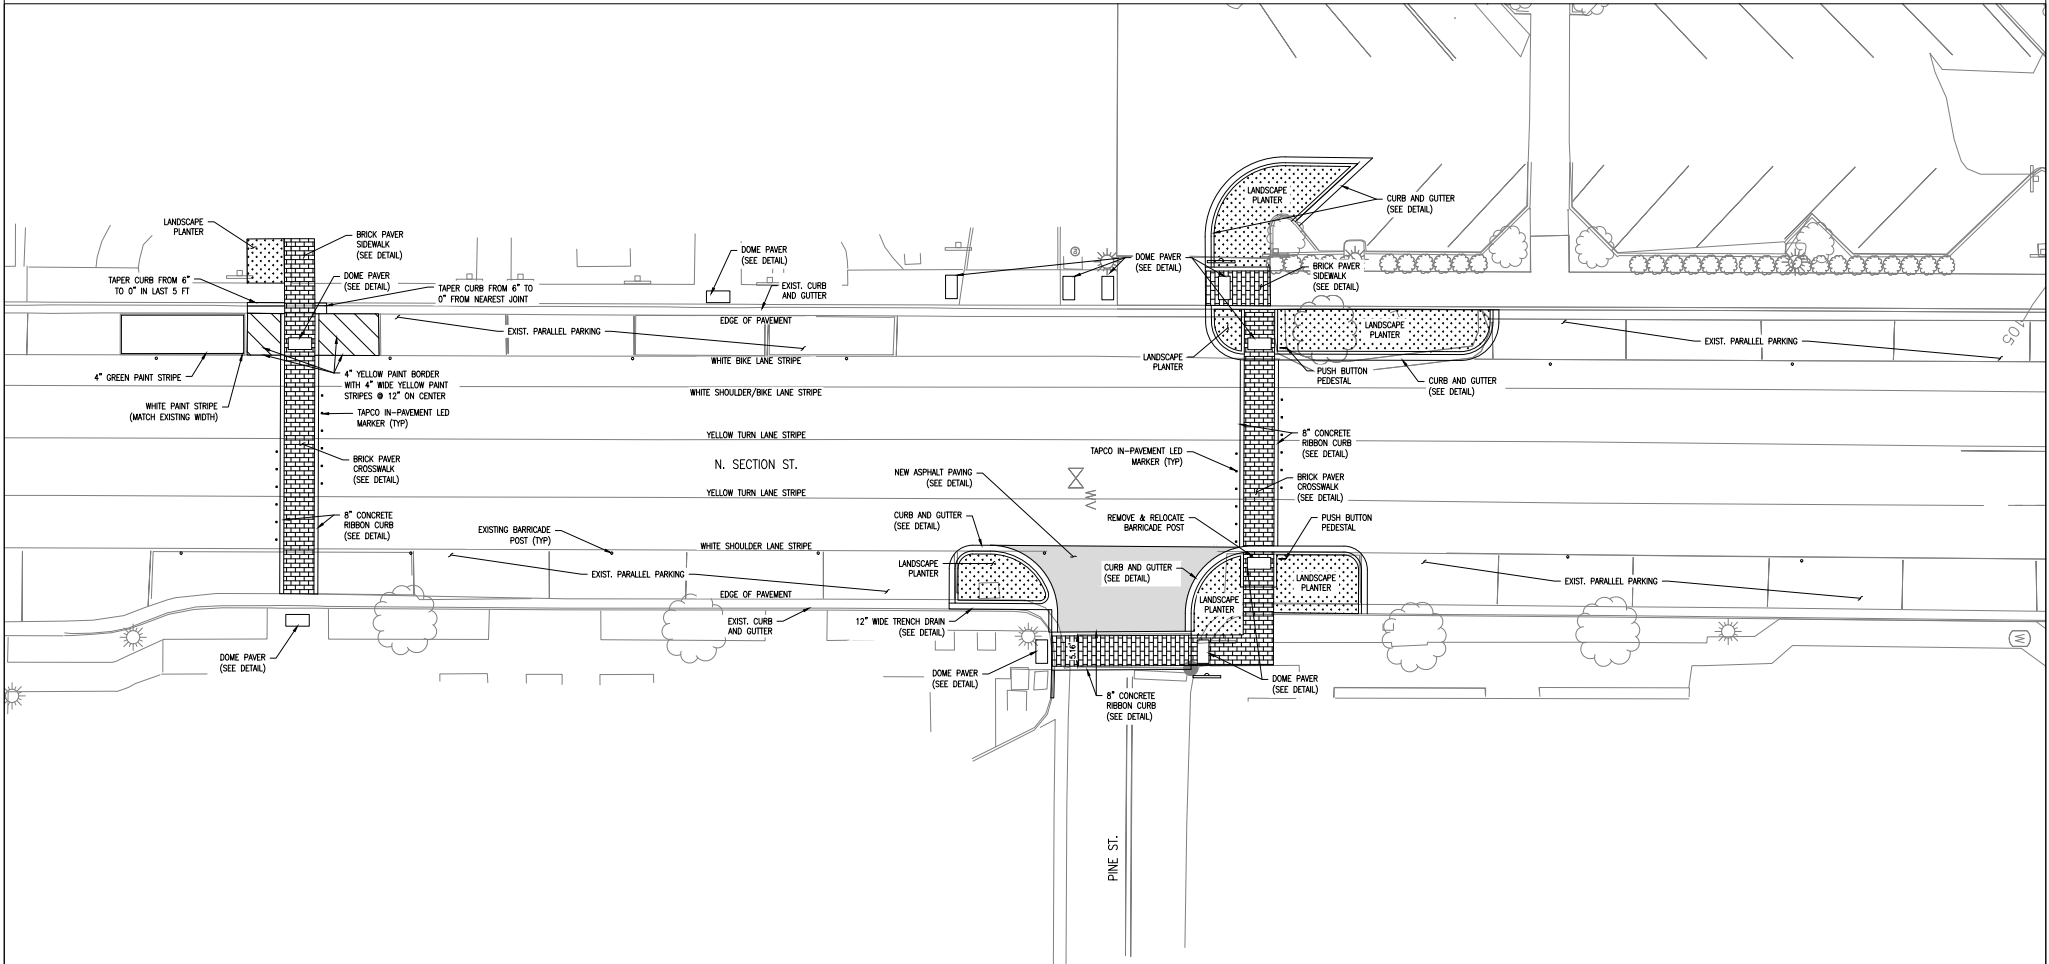 LANDSCAPE
PLANTER
BRICK PAVER
SIDEWALK
(SEE DETAIL)
DOME PAVER
(SEE DETAIL)
TAPER CURB FROM 6"
TO 0" IN LAST 5 FT
TAPER CURB FROM 6" TO
0" FROM NEAREST JOINT
DOME PAVER
(SEE DETAIL)
EXIST. CURB
AND GUTTER
DOME PAVER
(SEE DETAIL)
LANDSCAPE
PLANTER
CURB AND GUTTER
(SEE DETAIL)
BRICK PAVER
SIDEWALK
(SEE DETAIL)
3
EXIST. PARALLEL PARKING
EDGE OF PAVEMENT
LANDSCAPE
PLANTER
EXIST. PARALLEL PARKING
705
4" GREEN PAINT STRIPE
WHITE BIKE LANE STRIPE
LANDSCAPE
PLANTER
PUSH BUTTON
PEDESTAL
CURB AND GUTTER
(SEE DETAIL)
4" YELLOW PAINT BORDER
WITH 4" WIDE YELLOW PAINT
STRIPES @ 12" ON CENTER
WHITE SHOULDER/BIKE LANE STRIPE
WHITE PAINT STRIPE
(MATCH EXISTING WIDTH)
TAPCO IN-PAVEMENT LED
MARKER (TYP)
YELLOW TURN LANE STRIPE
8" CONCRETE
RIBBON CURB
(SEE DETAIL)
BRICK PAVER
CROSSWALK
(SEE DETAIL)
N. SECTION ST.
TAPCO IN-PAVEMENT LED
MARKER (TYP)
NEW ASPHALT PAVING
(SEE DETAIL)
WV
BRICK PAVER
CROSSWALK
(SEE DETAIL)
YELLOW TURN LANE STRIPE
8" CONCRETE
RIBBON CURB
(SEE DETAIL)
EXISTING BARRICADE
POST (TYP)
CURB AND GUTTER
(SEE DETAIL)
REMOVE & RELOCATE
BARRICADE POST
PUSH BUTTON
PEDESTAL
WHITE SHOULDER LANE STRIPE
EXIST. PARALLEL PARKING
LANDSCAPE
PLANTER
CURB AND GUTTER
(SEE DETAIL)
LANDSCAPE
PLANTER
EXIST. PARALLEL PARKING
EDGE OF PAVEMENT
LANDSCAPE
PLANTER
EXIST. CURB
AND GUTTER
12" WIDE TRENCH DRAIN
(SEE DETAIL)
W
5.16'
DOME PAVER
(SEE DETAIL)
DOME PAVER
(SEE DETAIL)
DOME PAVER
(SEE DETAIL)
8" CONCRETE
RIBBON CURB
(SEE DETAIL)
PINE ST.